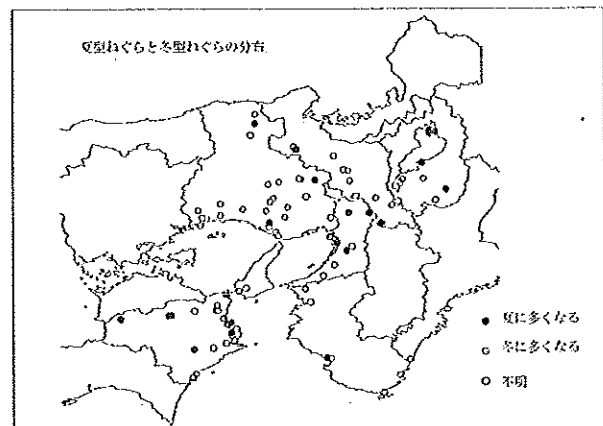 夏型ねぐらと冬型ねぐらの分布
夏に多くなる
冬に多くなる
不明